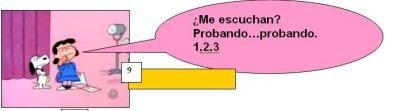 ¿Me escuchan?
Probando...probando.
1,2,3
9